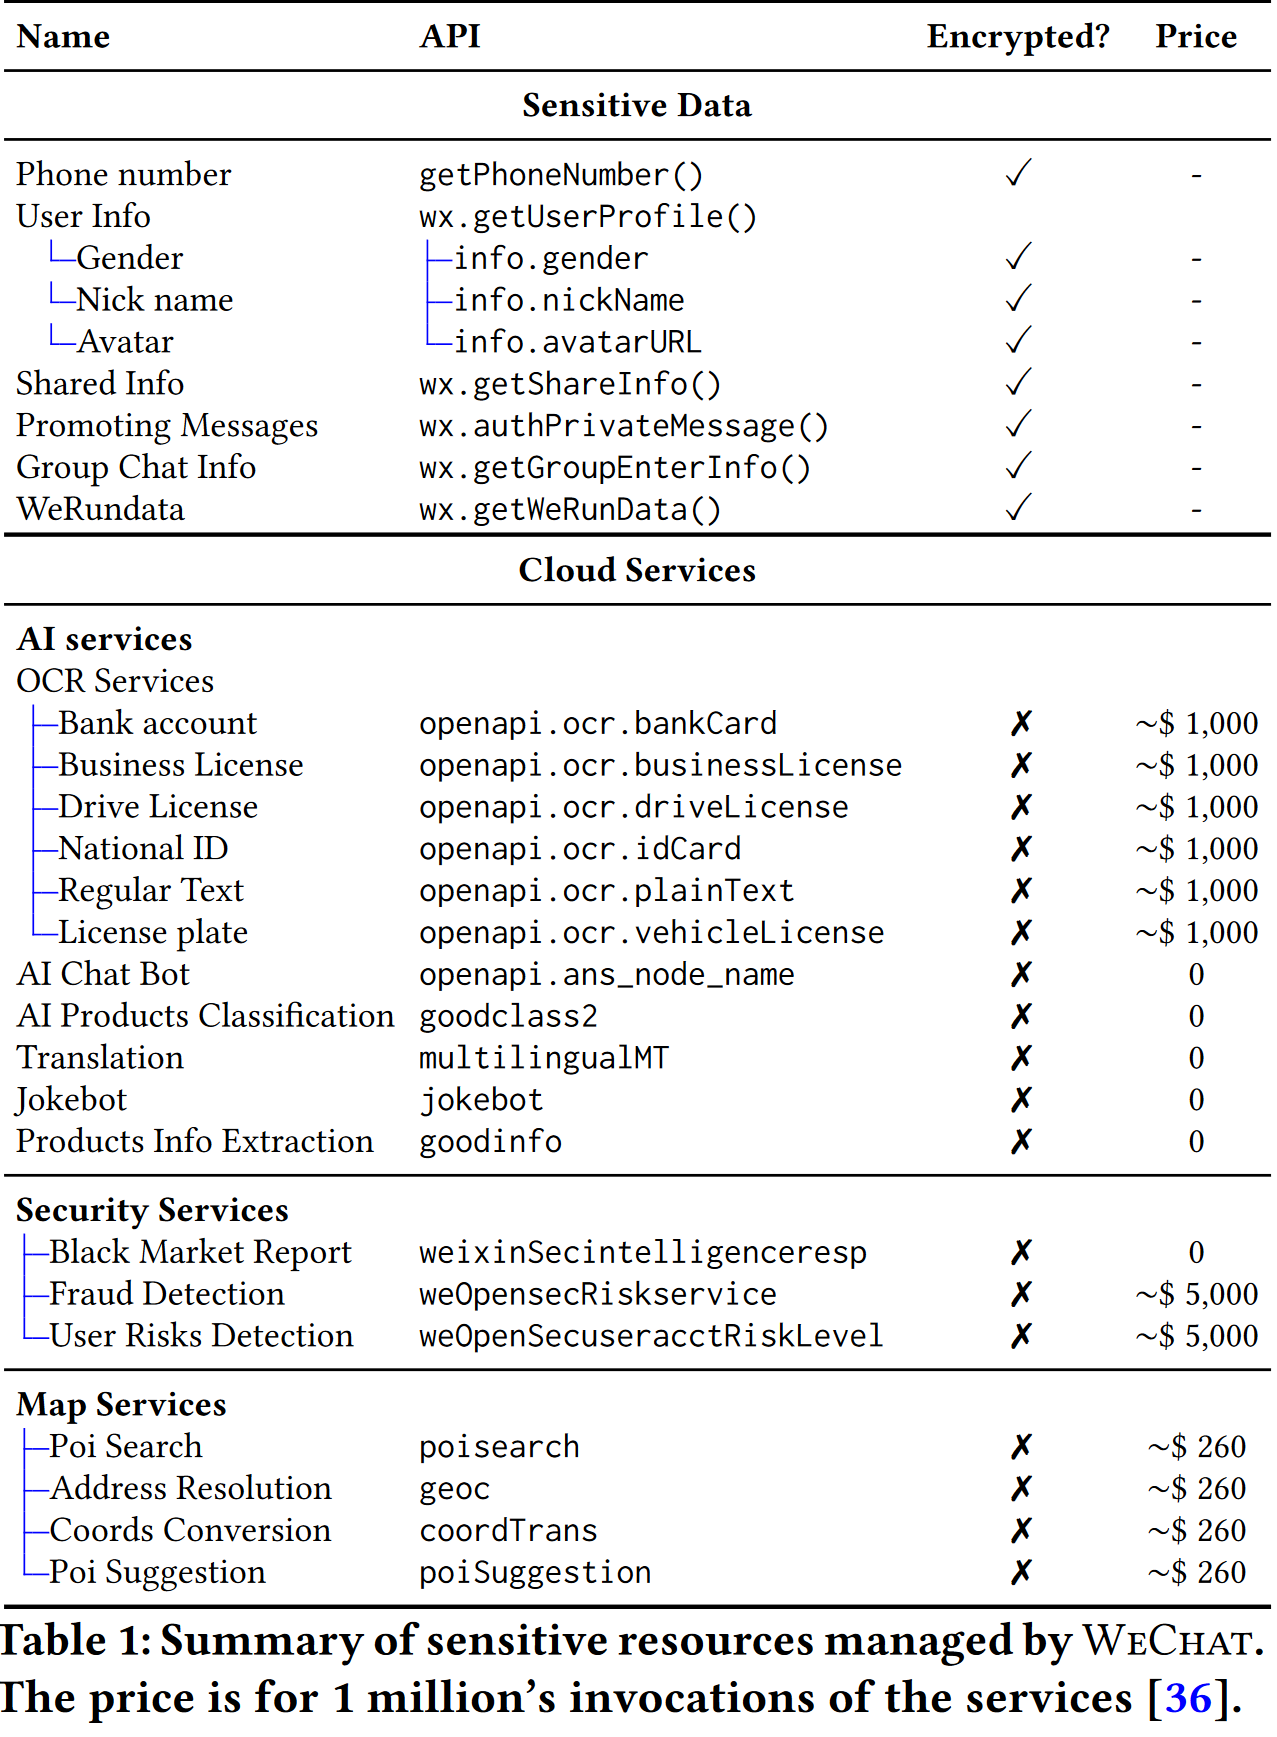 Name API Encrypted? Price
Sensitive Data
Phone number getPhoneNumber() ✓ -
User Info wx.getUserProfile()
└─Gender ├─info.gender ✓ -
└─Nick name ├─info.nickName ✓ -
└─Avatar └─info.avatarURL ✓ -
Shared Info wx.getShareInfo() ✓ -
Promoting Messages wx.authPrivateMessage() ✓ -
Group Chat Info wx.getGroupEnterInfo() ✓ -
WeRundata wx.getWeRunData() ✓ -
Cloud Services
AI services
OCR Services
├─Bank account openapi.ocr.bankCard ✗ ~$ 1,000
├─Business License openapi.ocr.businessLicense ✗ ~$ 1,000
├─Drive License openapi.ocr.driveLicense ✗ ~$ 1,000
├─National ID openapi.ocr.idCard ✗ ~$ 1,000
├─Regular Text openapi.ocr.plainText ✗ ~$ 1,000
└─License plate openapi.ocr.vehicleLicense ✗ ~$ 1,000
AI Chat Bot openapi.ans_node_name ✗ 0
AI Products Classification goodclass2 ✗ 0
Translation multilingualMT ✗ 0
Jokebot jokebot ✗ 0
Products Info Extraction goodinfo ✗ 0
Security Services
├─Black Market Report weixinSecintelligenceresp ✗ 0
├─Fraud Detection weOpensecRiskservice ✗ ~$ 5,000
└─User Risks Detection weOpenSecuseracctRiskLevel ✗ ~$ 5,000
Map Services
├─Poi Search poisearch ✗ ~$ 260
├─Address Resolution geoc ✗ ~$ 260
├─Coords Conversion coordTrans ✗ ~$ 260
└─Poi Suggestion poiSuggestion ✗ ~$ 260
Table 1: Summary of sensitive resources managed by WeChat.
The price is for 1 million's invocations of the services [36].